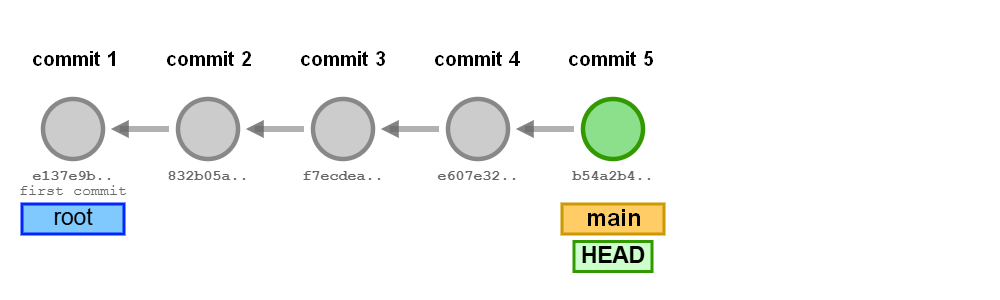 commit 1 commit 2 commit 3 commit 4 commit 5
e137e9b.. 832b05a.. f7ecdea.. e607e32.. b54a2b4..
first commit
root main
HEAD